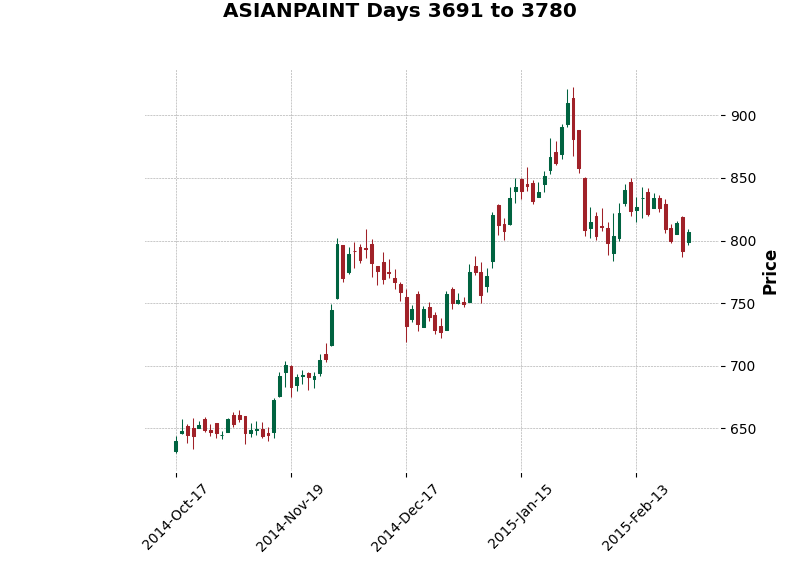 ASIANPAINT Days 3691 to 3780
900
850
800
750
700
650
Price
2014-Oct-17
2014-Nov-19
2014-Dec-17
2015-Jan-15
2015-Feb-13